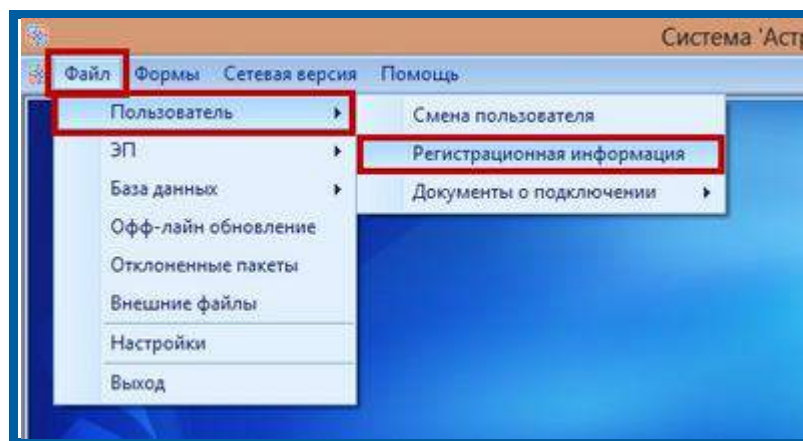 Система 'Астр
Файл Формы Сетевая версия Помощь
Пользователь
ЭП
База данных
Офф-лайн обновление
Отклоненные пакеты
Внешние файлы
Настройки
Выход
Смена пользователя
Регистрационная информация
Документы о подключении